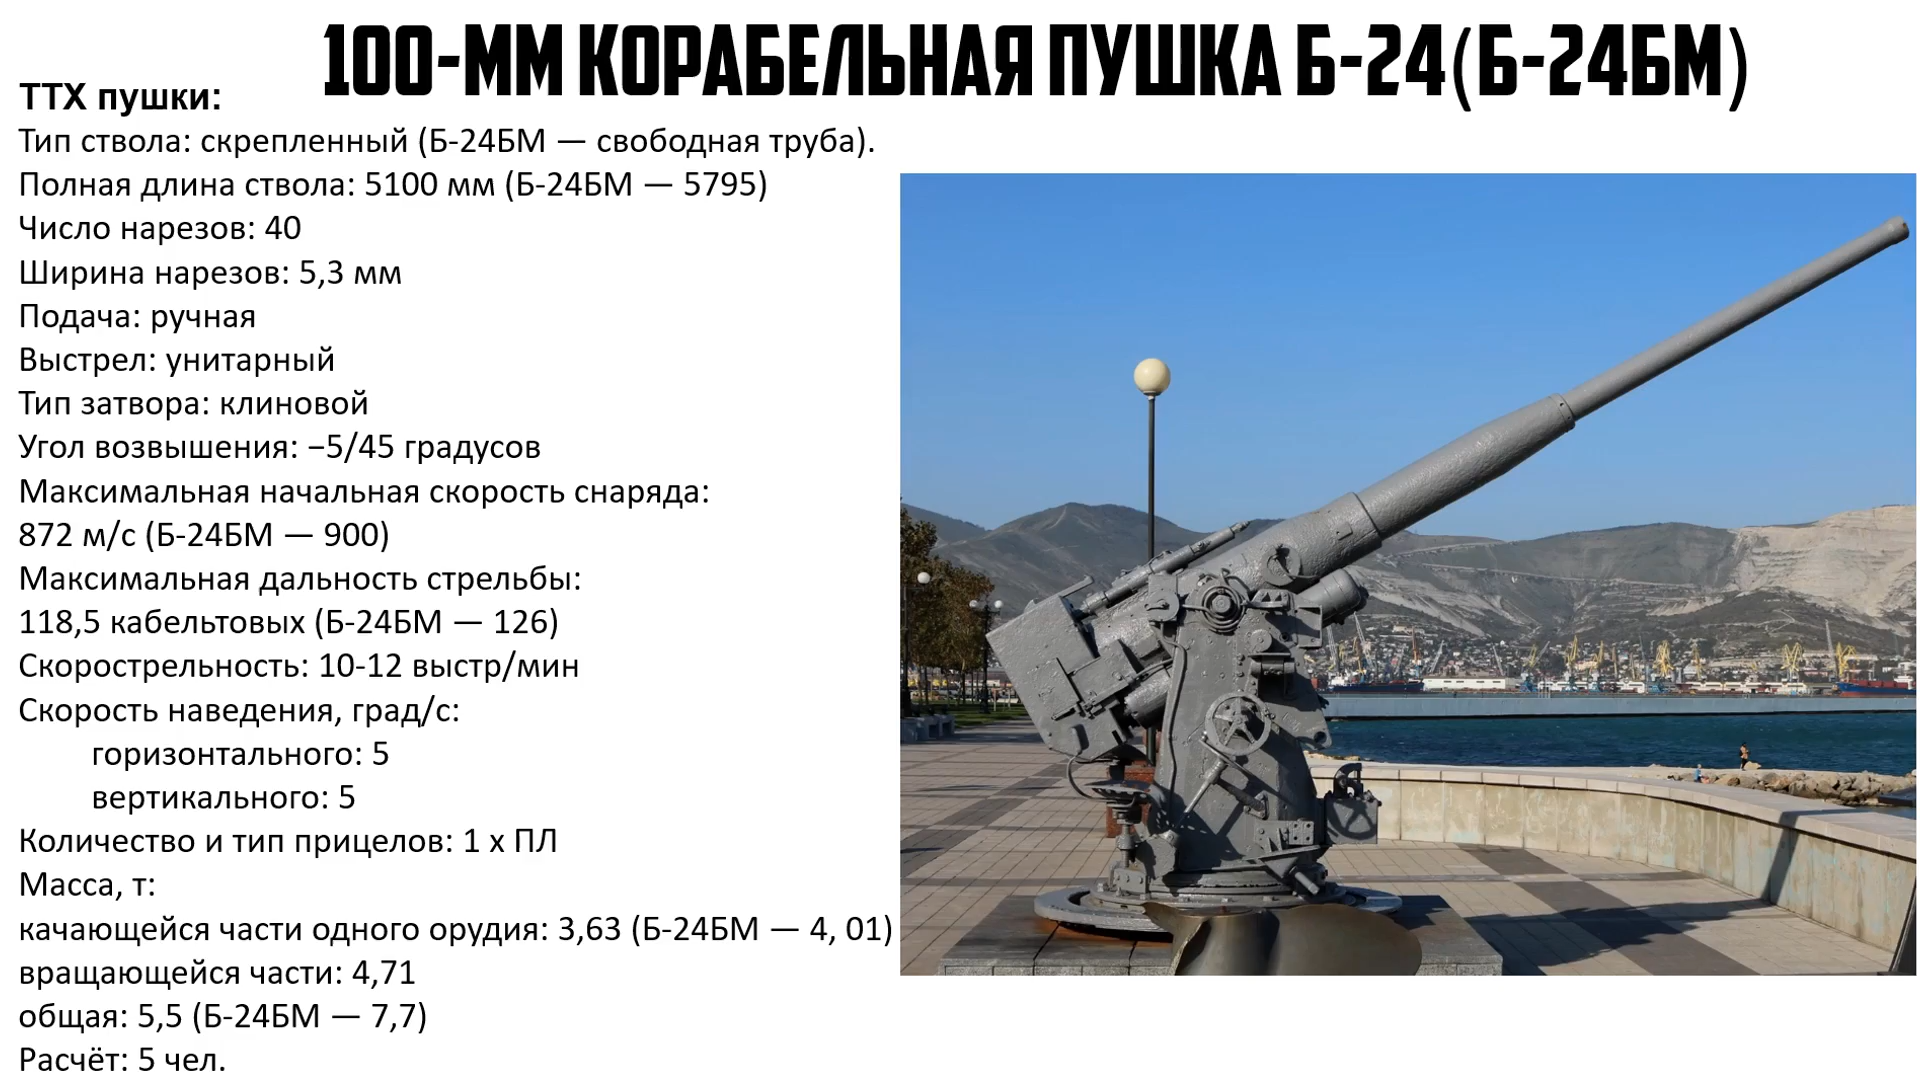 100-ММ КОРАБЕЛЬНАЯ ПУШКА Б-24(Б-24БМ)
ТТХ пушки:
Тип ствола: скрепленный (Б-24БМ — свободная труба).
Полная длина ствола: 5100 мм (Б-24БМ — 5795)
Число нарезов: 40
Ширина нарезов: 5,3 мм
Подача: ручная
Выстрел: унитарный
Тип затвора: клиновой
Угол возвышения: −5/45 градусов
Максимальная начальная скорость снаряда:
872 м/с (Б-24БМ — 900)
Максимальная дальность стрельбы:
118,5 кабельтовых (Б-24БМ — 126)
Скорострельность: 10-12 выстр/мин
Скорость наведения, град/с:
горизонтального: 5
вертикального: 5
Количество и тип прицелов: 1 х ПЛ
Масса, т:
качающейся части одного орудия: 3,63 (Б-24БМ — 4, 01)
вращающейся части: 4,71
общая: 5,5 (Б-24БМ — 7,7)
Расчёт: 5 чел.